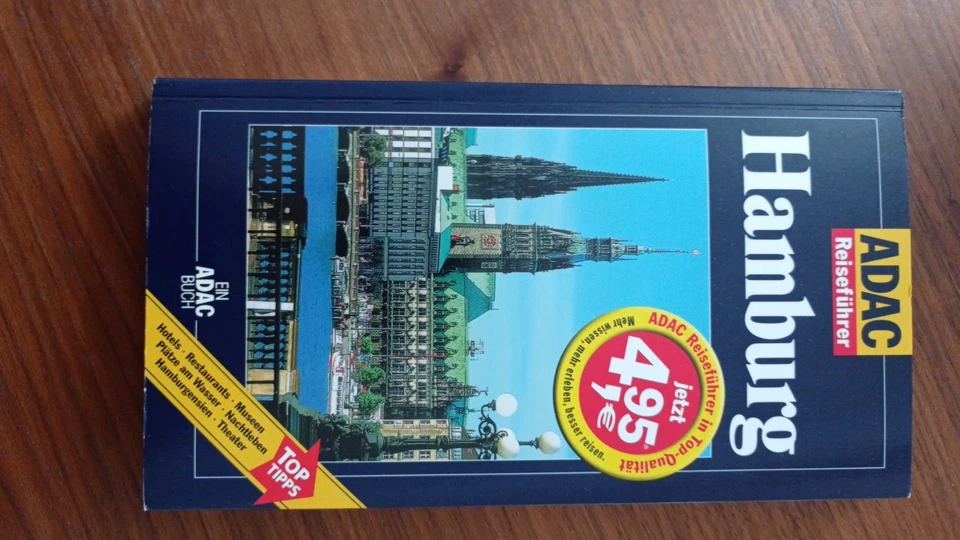 ADAC
Reiseführer
Hamburg
ADAC Reiseführer in Top-Qualität
jetzt
4,95
€
Mehr wissen, mehr erleben, besser reisen.
EIN
ADAC
BUCH
Hotels · Restaurants · Museen
Plätze am Wasser · Nachtleben
Hamburgensien · Theater
TOP
TIPPS